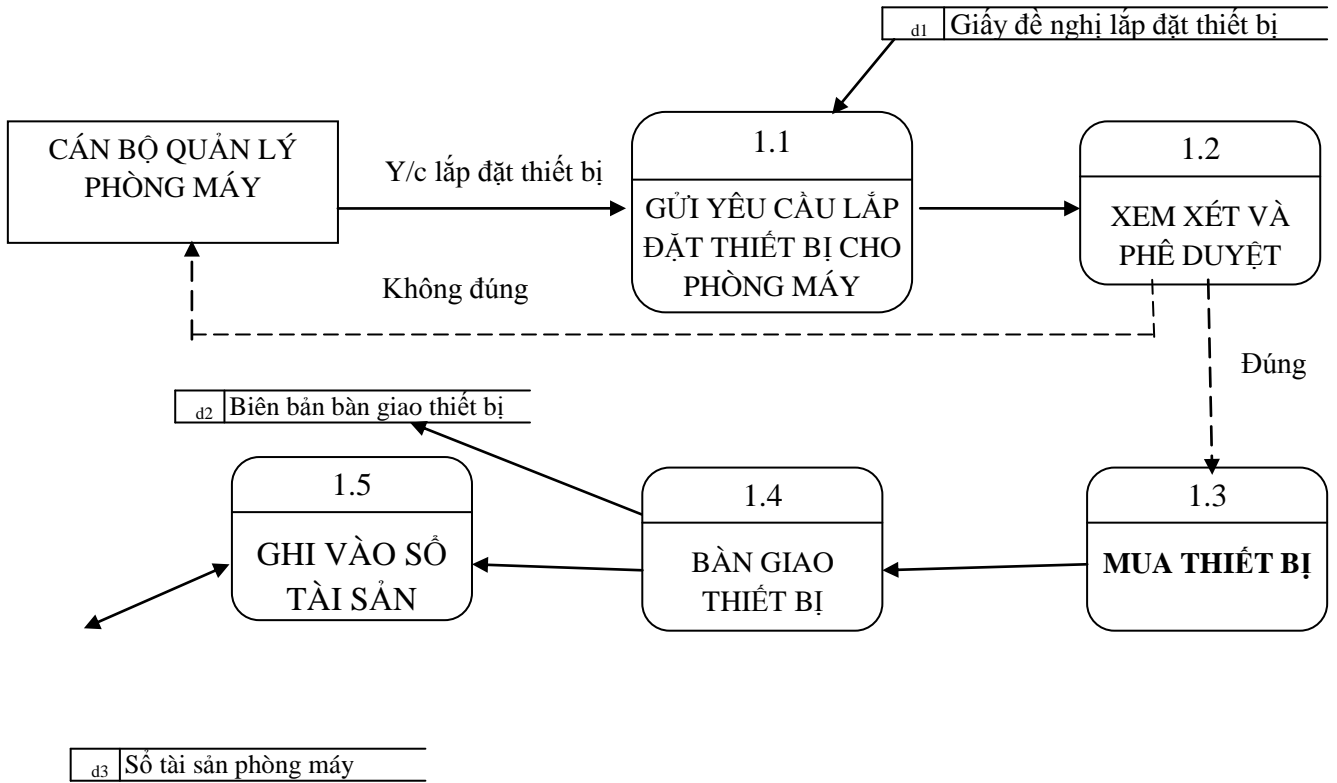 d1 Giấy đề nghị lắp đặt thiết bị
CÁN BỘ QUẢN LÝ
PHÒNG MÁY
Y/c lắp đặt thiết bị
1.1
GỬI YÊU CẦU LẮP
ĐẶT THIẾT BỊ CHO
PHÒNG MÁY
1.2
XEM XÉT VÀ
PHÊ DUYỆT
Không đúng
Đúng
d2 Biên bản bàn giao thiết bị
1.5
GHI VÀO SỔ
TÀI SẢN
1.4
BÀN GIAO
THIẾT BỊ
1.3
MUA THIẾT BỊ
d3 Sổ tài sản phòng máy